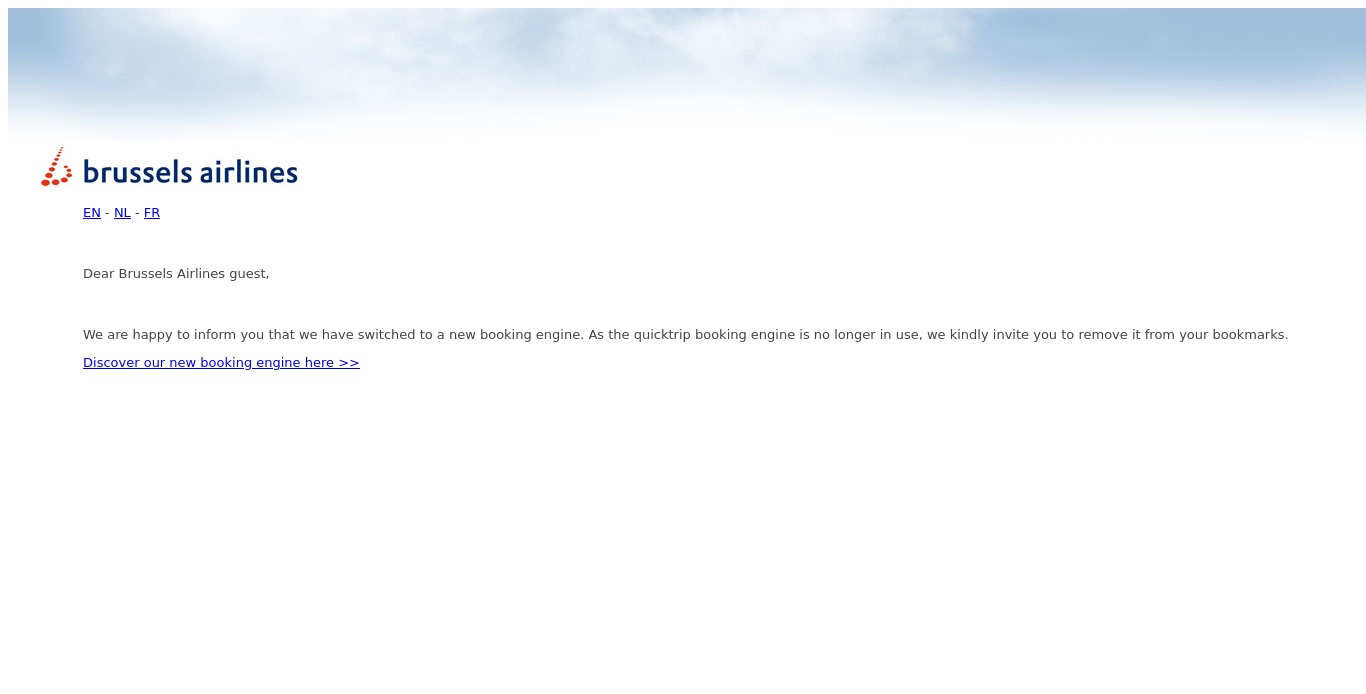 brussels airlines
EN - NL - FR
Dear Brussels Airlines guest,
We are happy to inform you that we have switched to a new booking engine. As the quicktrip booking engine is no longer in use, we kindly invite you to remove it from your bookmarks.
Discover our new booking engine here >>